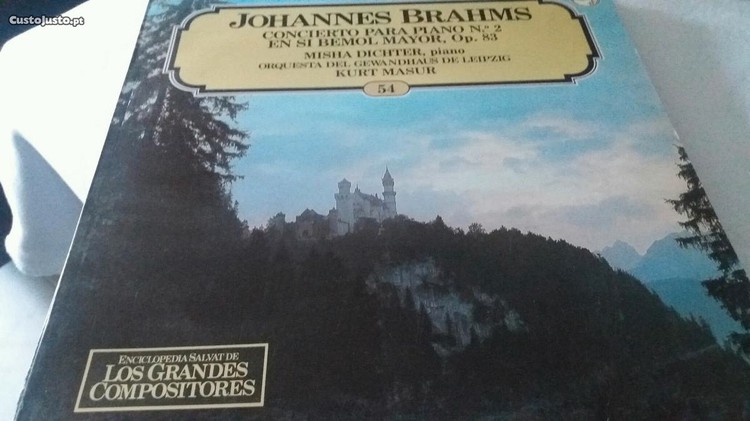 CustoJusto.pt
JOHANNES BRAHMS
CONCIERTO PARA PIANO N.º 2
EN SI BEMOL MAYOR, Op. 83
MISHA DICHTER, piano
ORQUESTA DEL GEWANDHAUS DE LEIPZIG
KURT MASUR
54
ENCICLOPEDIA SALVAT DE
LOS GRANDES
COMPOSITORES